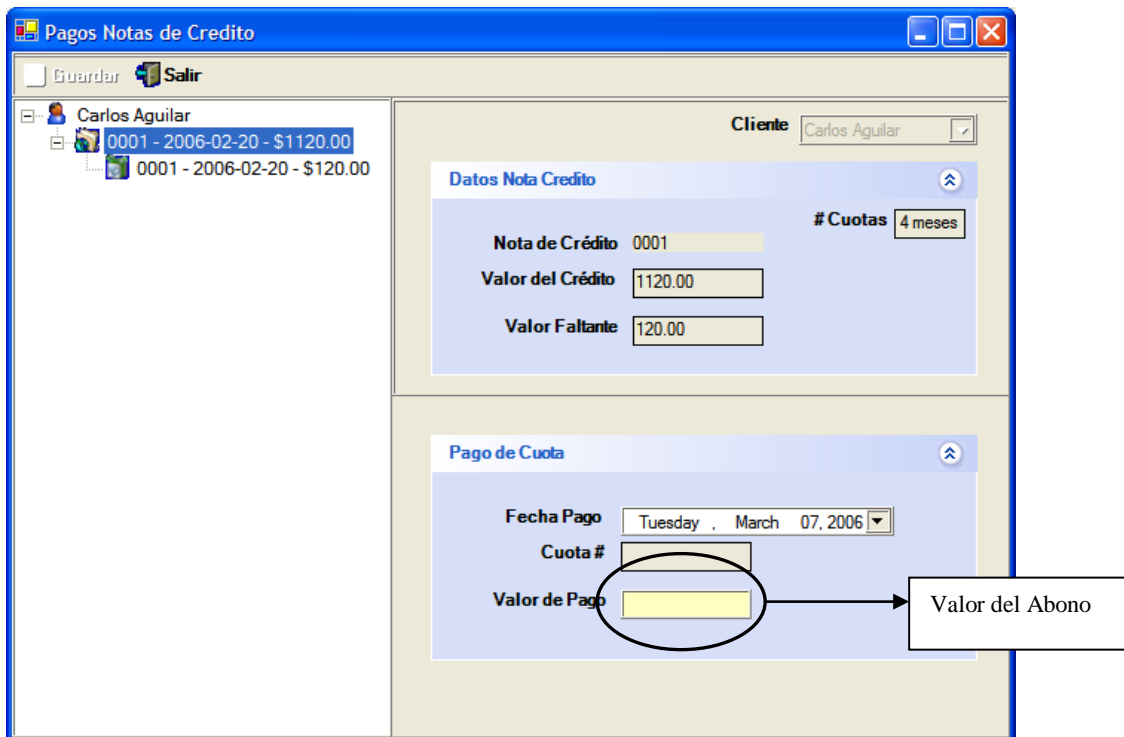 Pagos Notas de Credito
Guardar Salir
Carlos Aguilar
0001 - 2006-02-20 - $1120.00
0001 - 2006-02-20 - $120.00
Cliente Carlos Aguilar
Datos Nota Credito
# Cuotas 4 meses
Nota de Crédito 0001
Valor del Crédito 1120.00
Valor Faltante 120.00
Pago de Cuota
Fecha Pago Tuesday , March 07, 2006
Cuota #
Valor de Pago
Valor del Abono